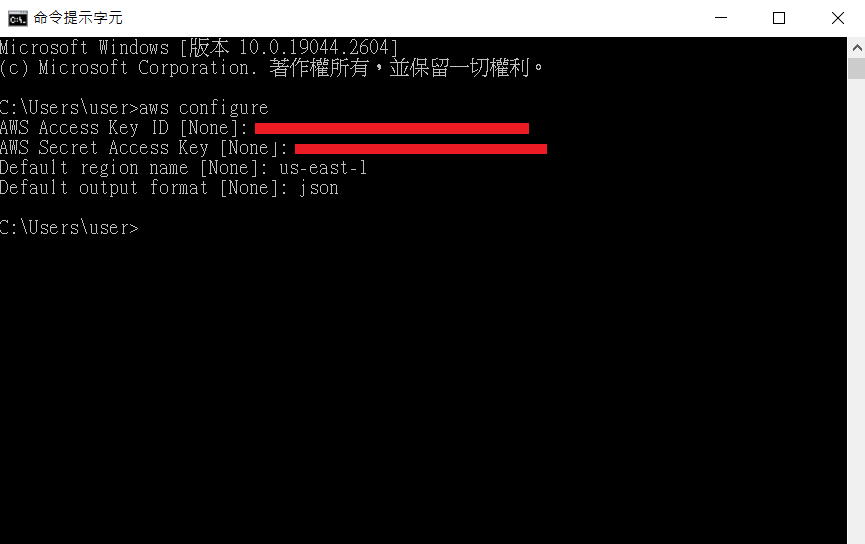 命令提示字元
Microsoft Windows [版本 10.0.19044.2604]
(c) Microsoft Corporation. 著作權所有，並保留一切權利。
C:\Users\user>aws configure
AWS Access Key ID [None]:
AWS Secret Access Key [None]:
Default region name [None]: us-east-1
Default output format [None]: json
C:\Users\user>